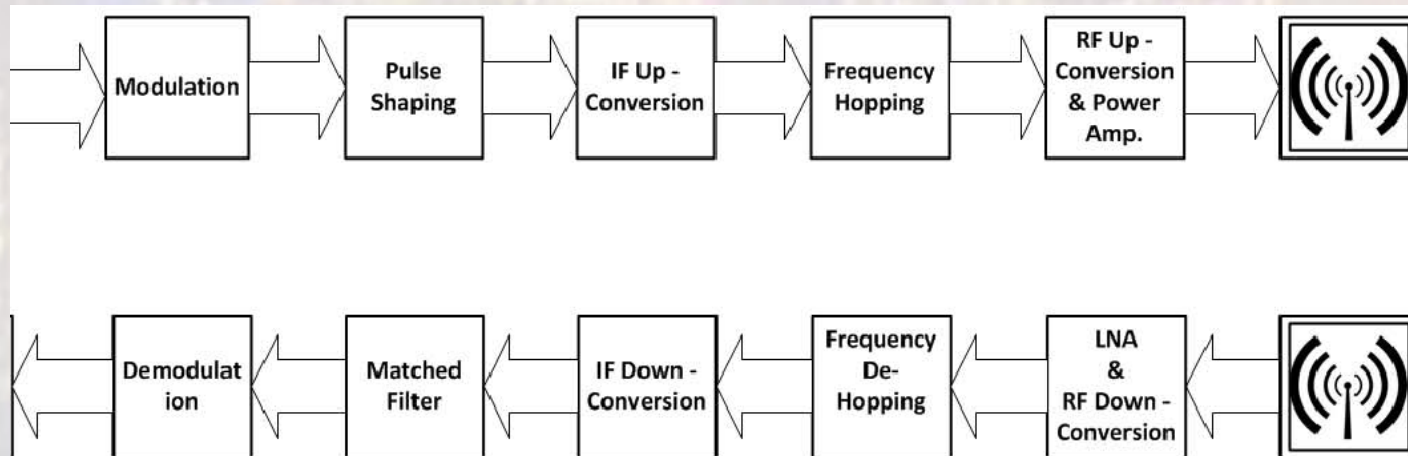 Modulation
Pulse
Shaping
IF Up -
Conversion
Frequency
Hopping
RF Up -
Conversion
& Power
Amp.
Demodulat
ion
Matched
Filter
IF Down -
Conversion
Frequency
De-
Hopping
LNA
&
RF Down -
Conversion